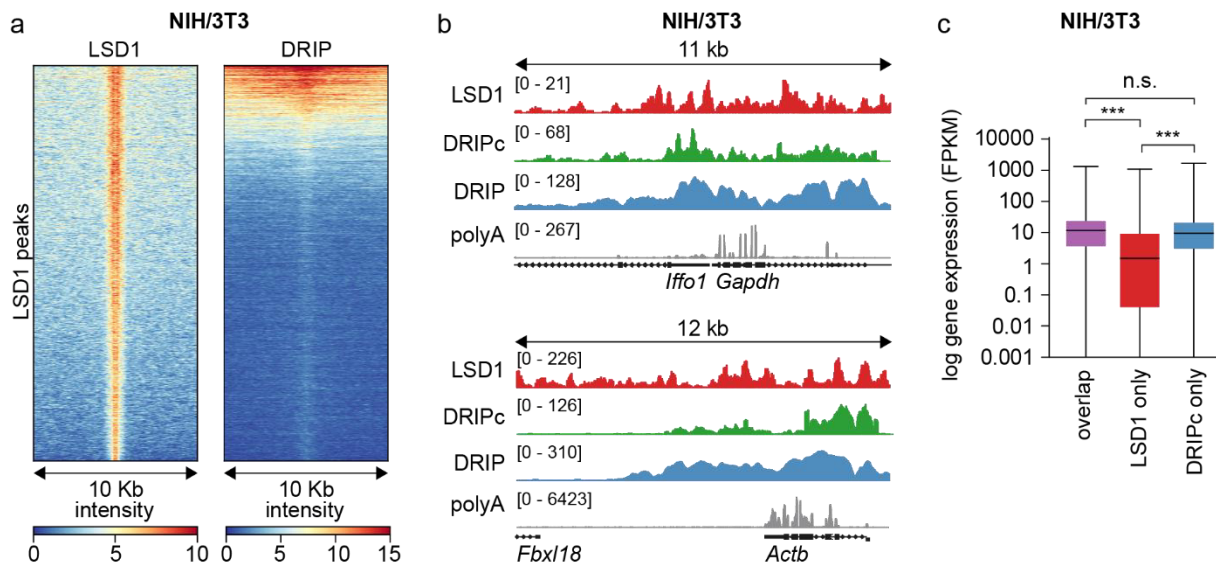 a
NIH/3T3
LSD1
DRIP
LSD1 peaks
10 Kb
10 Kb
intensity
intensity
0
5
10
0
5
10
15
b
NIH/3T3
11 kb
LSD1
[0 - 21]
DRIPc
[0 - 68]
DRIP
[0 - 128]
polyA
[0 - 267]
Iffo1 Gapdh
12 kb
LSD1
[0 - 226]
DRIPc
[0 - 126]
DRIP
[0 - 310]
polyA
[0 - 6423]
Fbxl18
Actb
c
NIH/3T3
n.s.
***
***
log gene expression (FPKM)
10000
1000
100
10
1
0.1
0.01
0.001
overlap
LSD1 only
DRIPc only